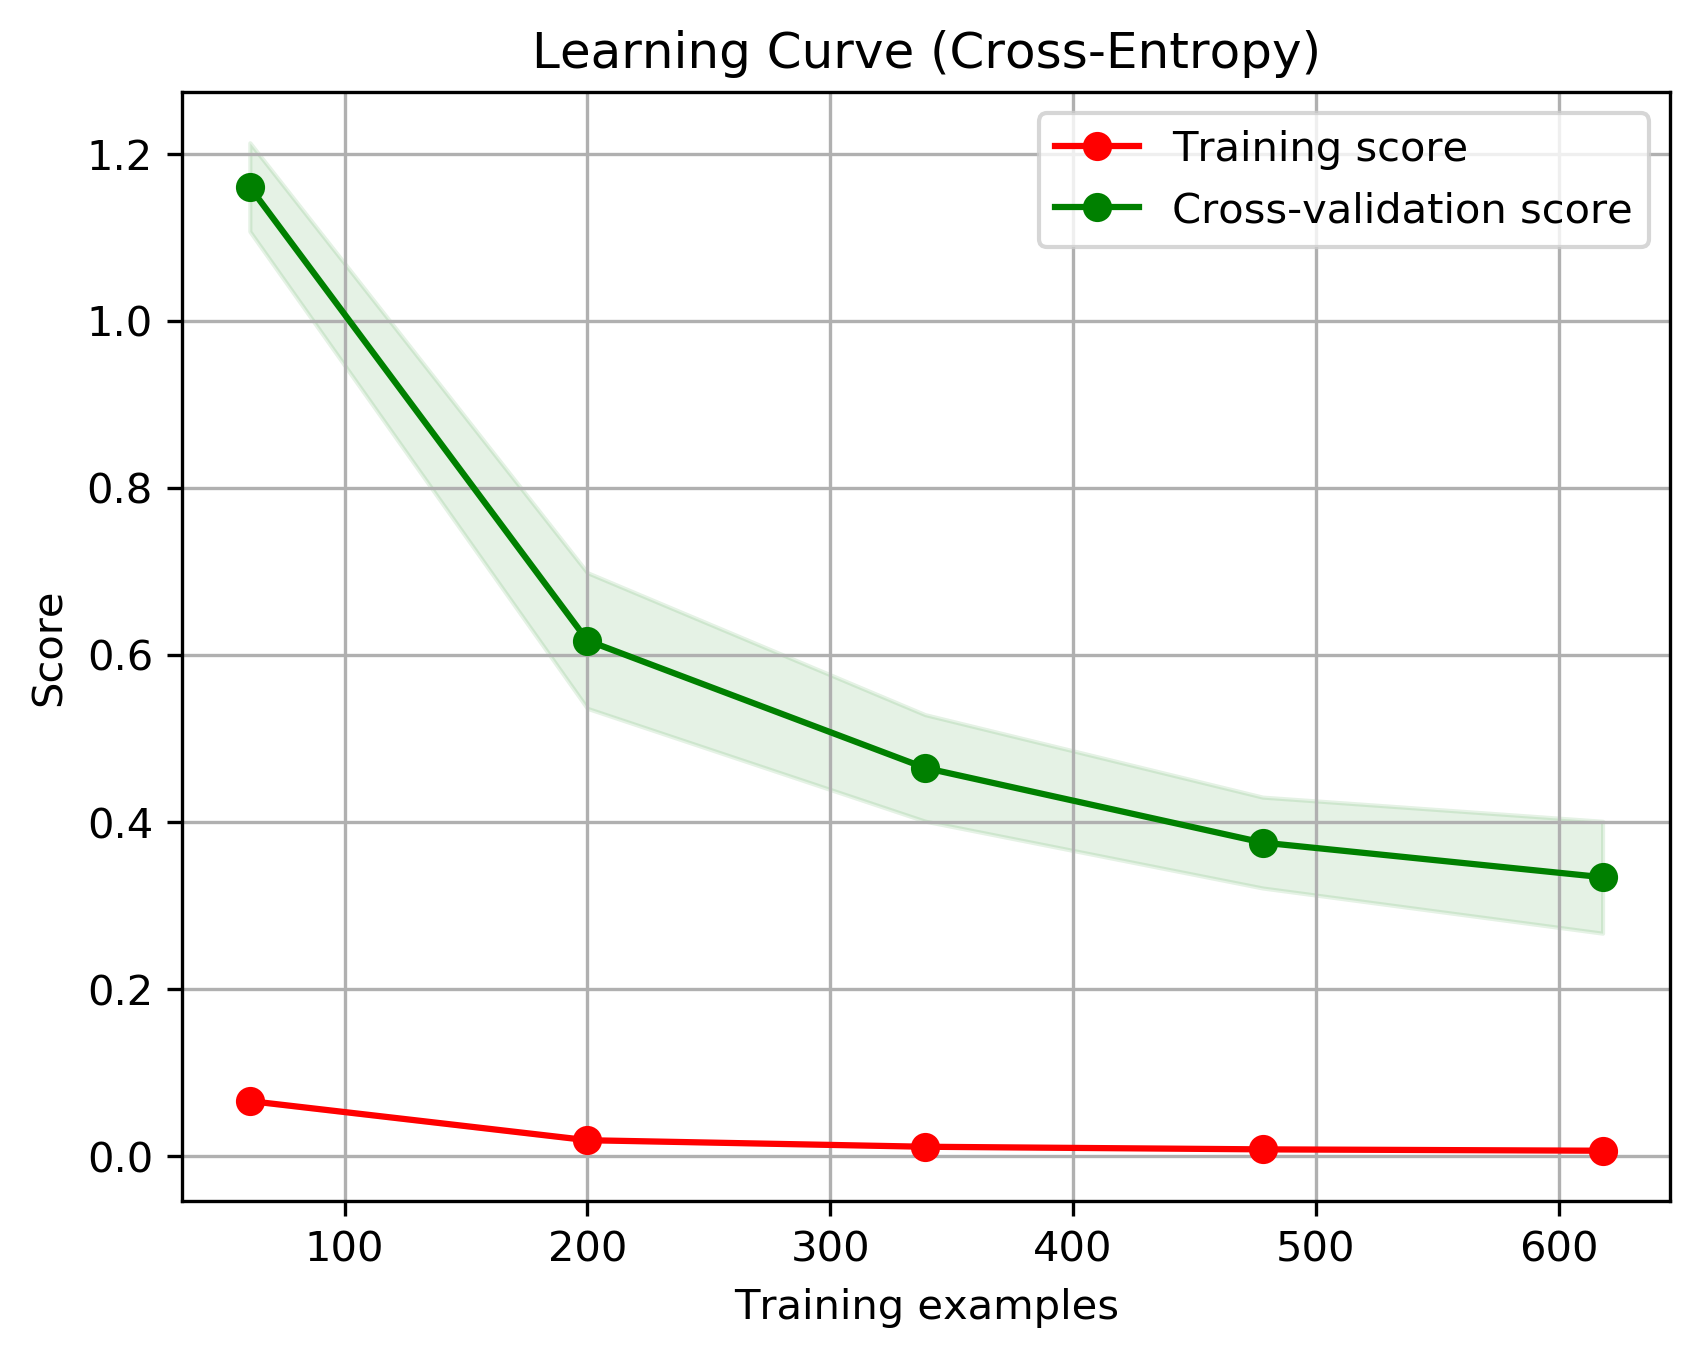 Learning Curve (Cross-Entropy)
Training score
Cross-validation score
Score
1.2
1.0
0.8
0.6
0.4
0.2
0.0
100 200 300 400 500 600
Training examples